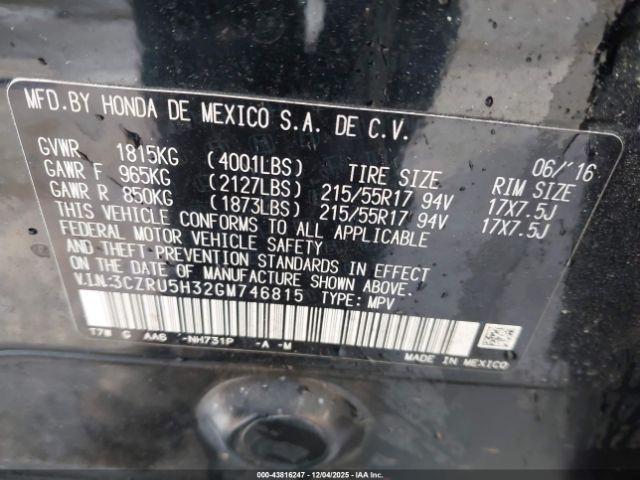 MFD.BY HONDA DE MEXICO S.A. DE C.V.
06/'16
GVWR 1815KG (4001LBS) TIRE SIZE RIM SIZE
GAWR F 965KG (2127LBS) 215/55R17 94V 17X7.5J
GAWR R 850KG (1873LBS) 215/55R17 94V 17X7.5J
THIS VEHICLE CONFORMS TO ALL APPLICABLE
FEDERAL MOTOR VEHICLE SAFETY
AND THEFT PREVENTION STANDARDS IN EFFECT
ON THE DATE OF MANUFACTURE SHOWN ABOVE.
V.I.N:3CZRU5H32GM746815 TYPE: MPV
T7W G AA6 -NH731P -A -M
MADE IN MEXICO
000-43816247 - 12/04/2025 - IAA Inc.